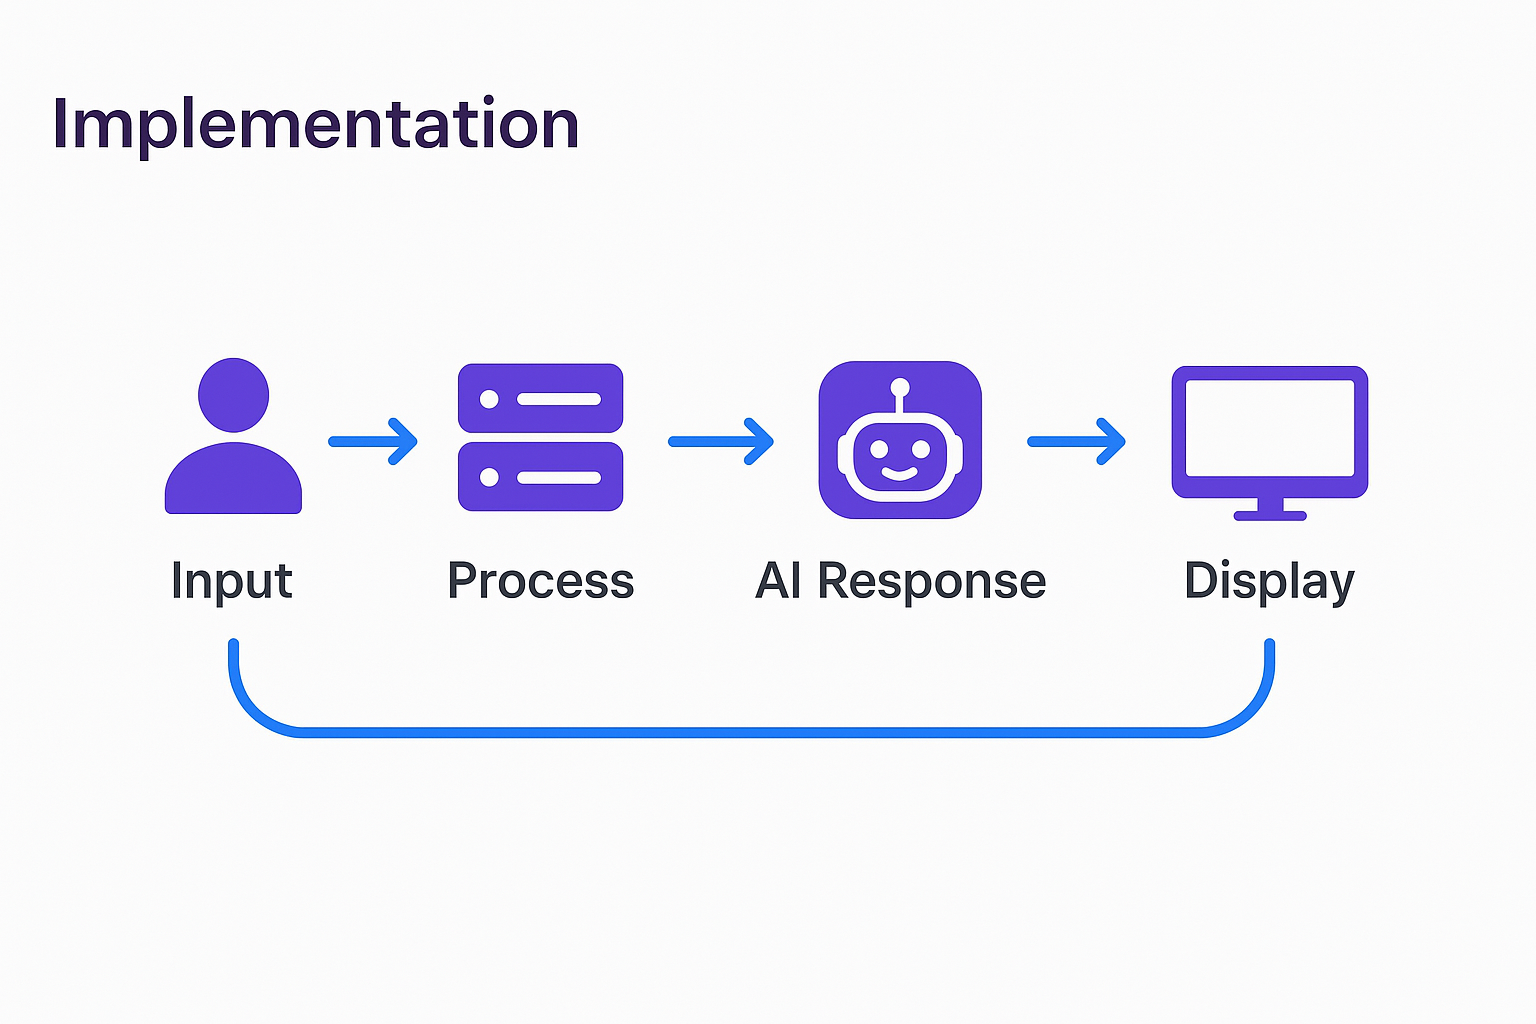 Implementation
Input
Process
AI Response
Display